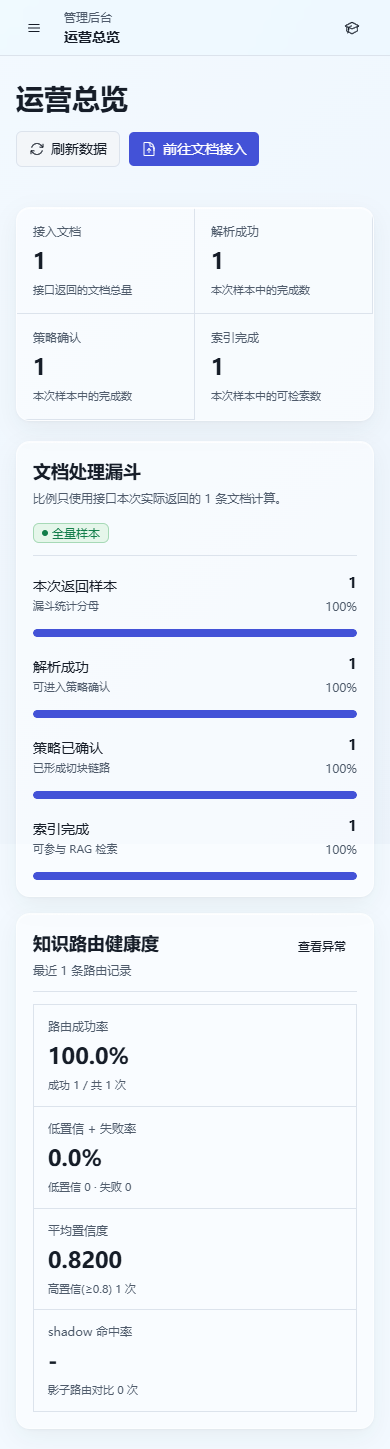 管理后台
运营总览
运营总览
刷新数据
前往文档接入
接入文档
1
接口返回的文档总量
解析成功
1
本次样本中的完成数
策略确认
1
本次样本中的完成数
索引完成
1
本次样本中的可检索数
文档处理漏斗
比例只使用接口本次实际返回的 1 条文档计算。
全量样本
本次返回样本
1
漏斗统计分母
100%
解析成功
1
可进入策略确认
100%
策略已确认
1
已形成切块链路
100%
索引完成
1
可参与 RAG 检索
100%
知识路由健康度
查看异常
最近 1 条路由记录
路由成功率
100.0%
成功 1 / 共 1 次
低置信 + 失败率
0.0%
低置信 0 · 失败 0
平均置信度
0.8200
高置信(≥0.8) 1 次
shadow 命中率
-
影子路由对比 0 次